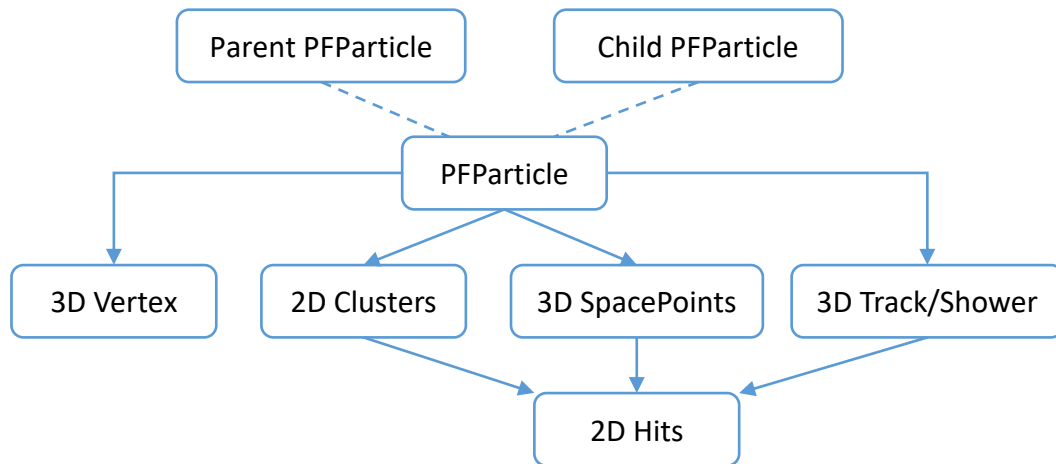 Parent PFParticle
Child PFParticle
PFParticle
3D Vertex
2D Clusters
3D SpacePoints
3D Track/Shower
2D Hits